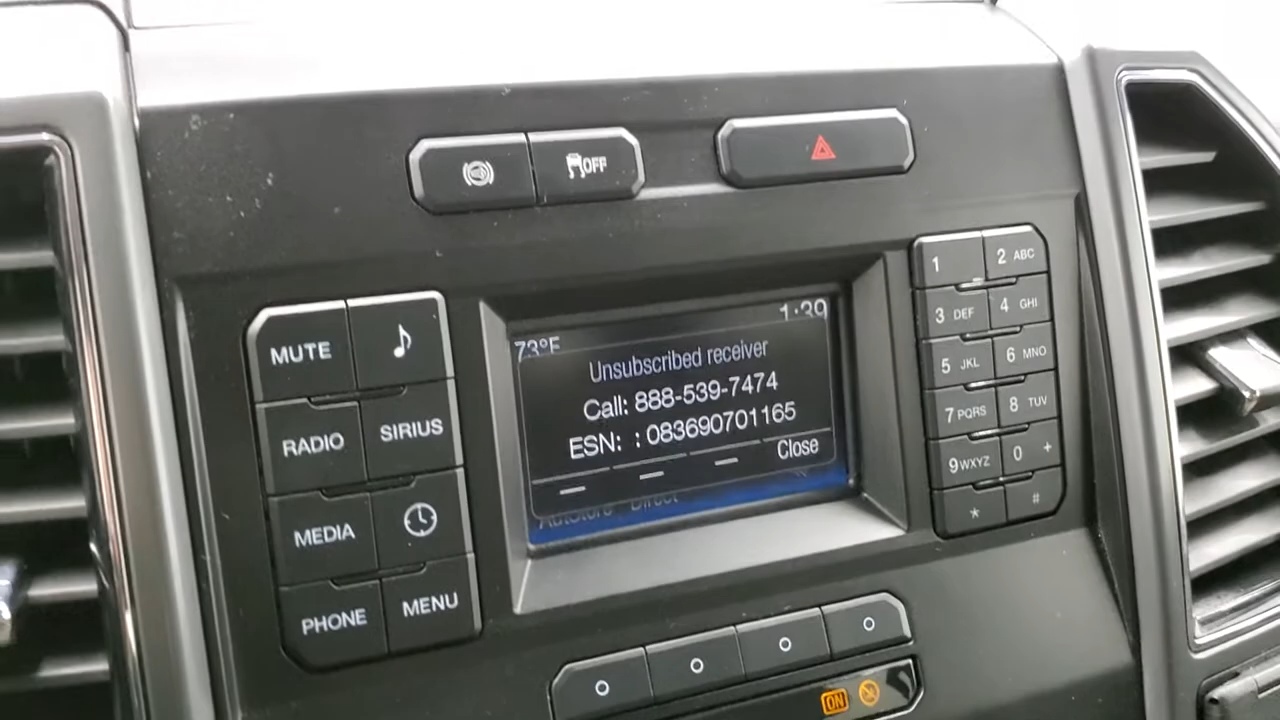 OFF
1
2 ABC
3 DEF
4 GHI
5 JKL
6 MNO
7 PQRS
8 TUV
9 WXYZ
0 +
*
#
MUTE
RADIO
SIRIUS
MEDIA
PHONE
MENU
73°F
1:39
Unsubscribed receiver
Call: 888-539-7474
ESN: : 083690701165
Close
AutoStore Direct
ON